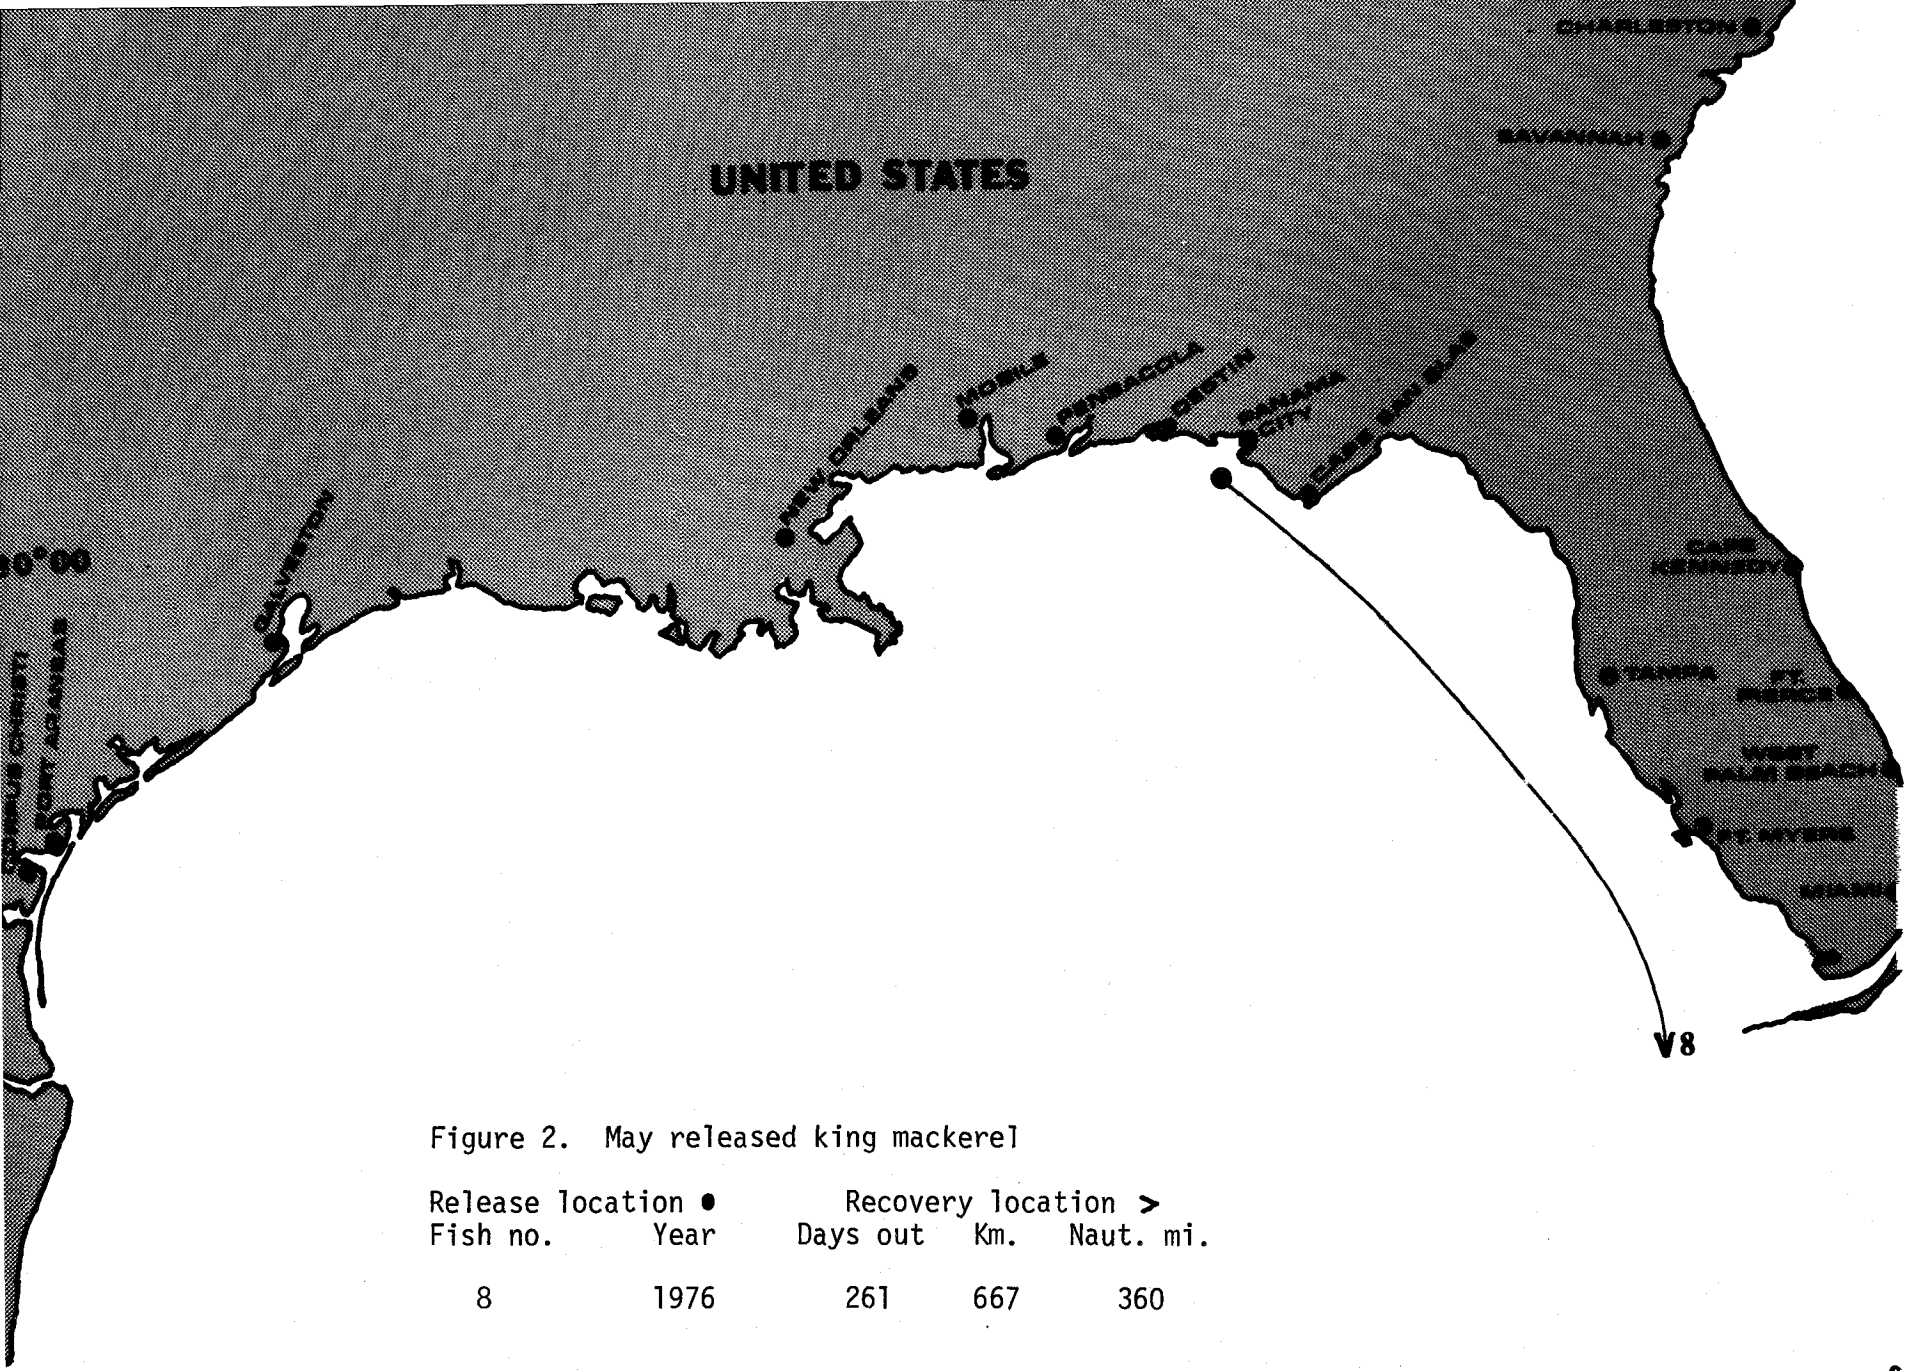 CHARLESTON
SAVANNAH
UNITED STATES
MOBILE
PENSACOLA
DESTIN
PANAMA
CITY
CAPE SAN BLAS
NEW ORLEANS
GALVESTON
30°00
CAPE
KENNEDY
TAMPA
FT.
PIERCE
CORPUS CHRISTI
PORT ARANSAS
WEST
PALM BEACH
FT. MYERS
MIAMI
8
Figure 2. May released king mackerel
Release location ● Recovery location >
Fish no. Year Days out Km. Naut. mi.
8 1976 261 667 360